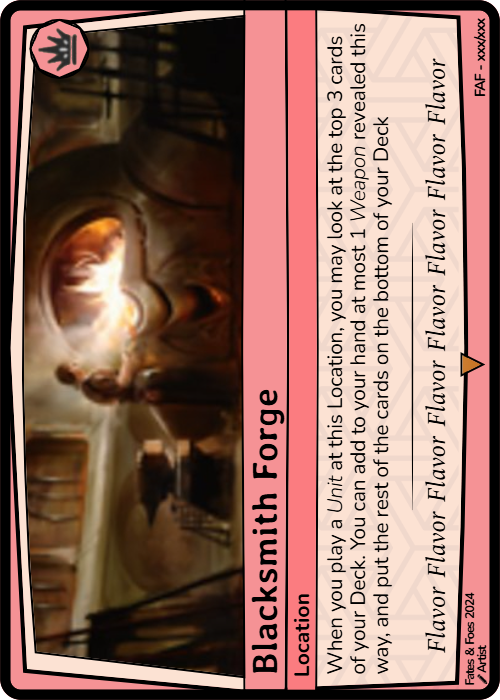 Blacksmith Forge
Location
When you play a Unit at this Location, you may look at the top 3 cards
of your Deck. You can add to your hand at most 1 Weapon revealed this
way, and put the rest of the cards on the bottom of your Deck
Flavor Flavor Flavor Flavor Flavor Flavor Flavor Flavor Flavor
Fates & Foes 2024
Artist
FAF - xxx/xxx